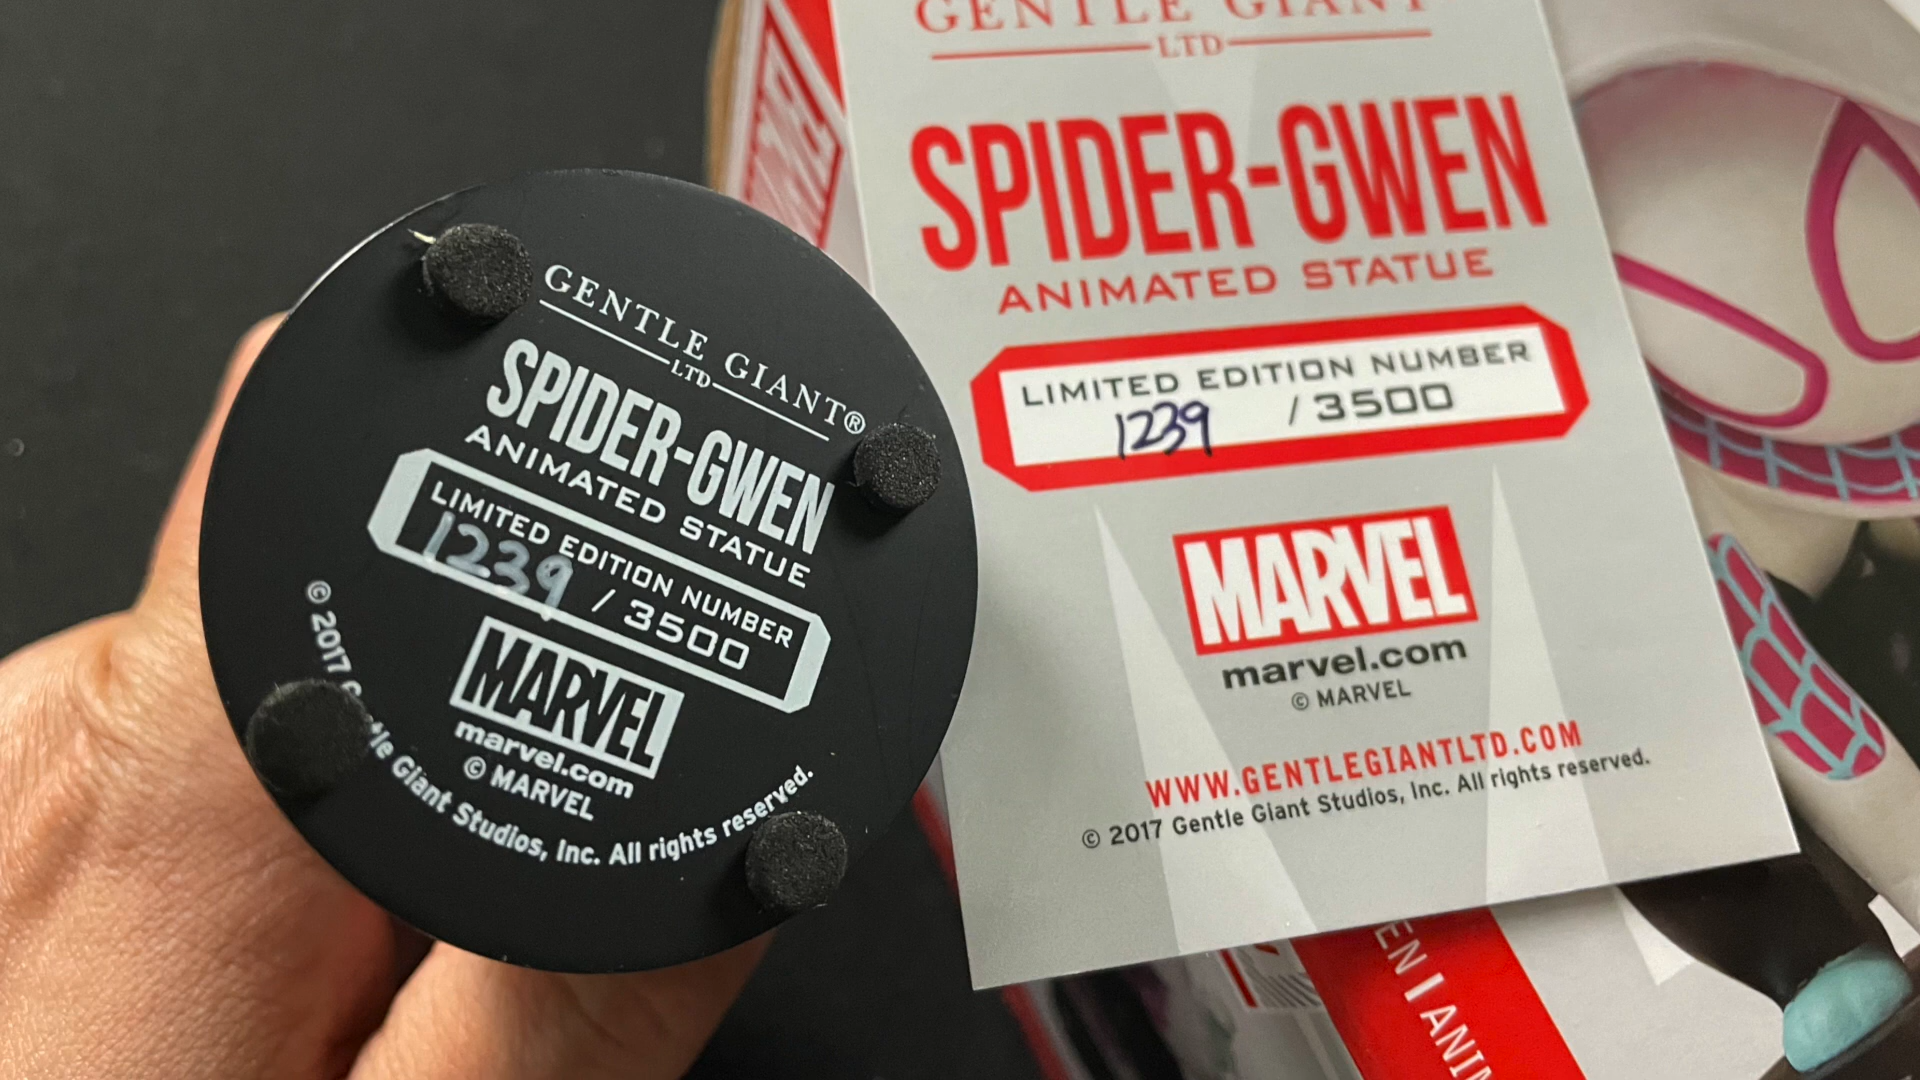 GENTLE GIANT®
LTD
SPIDER-GWEN
ANIMATED STATUE
LIMITED EDITION NUMBER
1239 / 3500
MARVEL
marvel.com
© MARVEL
© 2017 Gentle Giant Studios, Inc. All rights reserved.
GENTLE GIANT
LTD
SPIDER-GWEN
ANIMATED STATUE
LIMITED EDITION NUMBER
1239 / 3500
MARVEL
marvel.com
© MARVEL
WWW.GENTLEGIANTLTD.COM
© 2017 Gentle Giant Studios, Inc. All rights reserved.